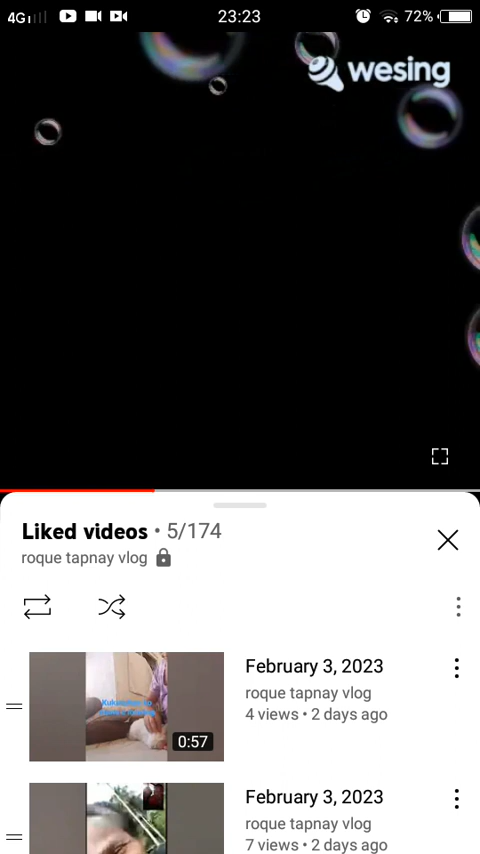 4G 23:23 72%
wesing
Liked videos • 5/174
roque tapnay vlog
February 3, 2023
roque tapnay vlog
4 views • 2 days ago
0:57
February 3, 2023
roque tapnay vlog
7 views • 2 days ago